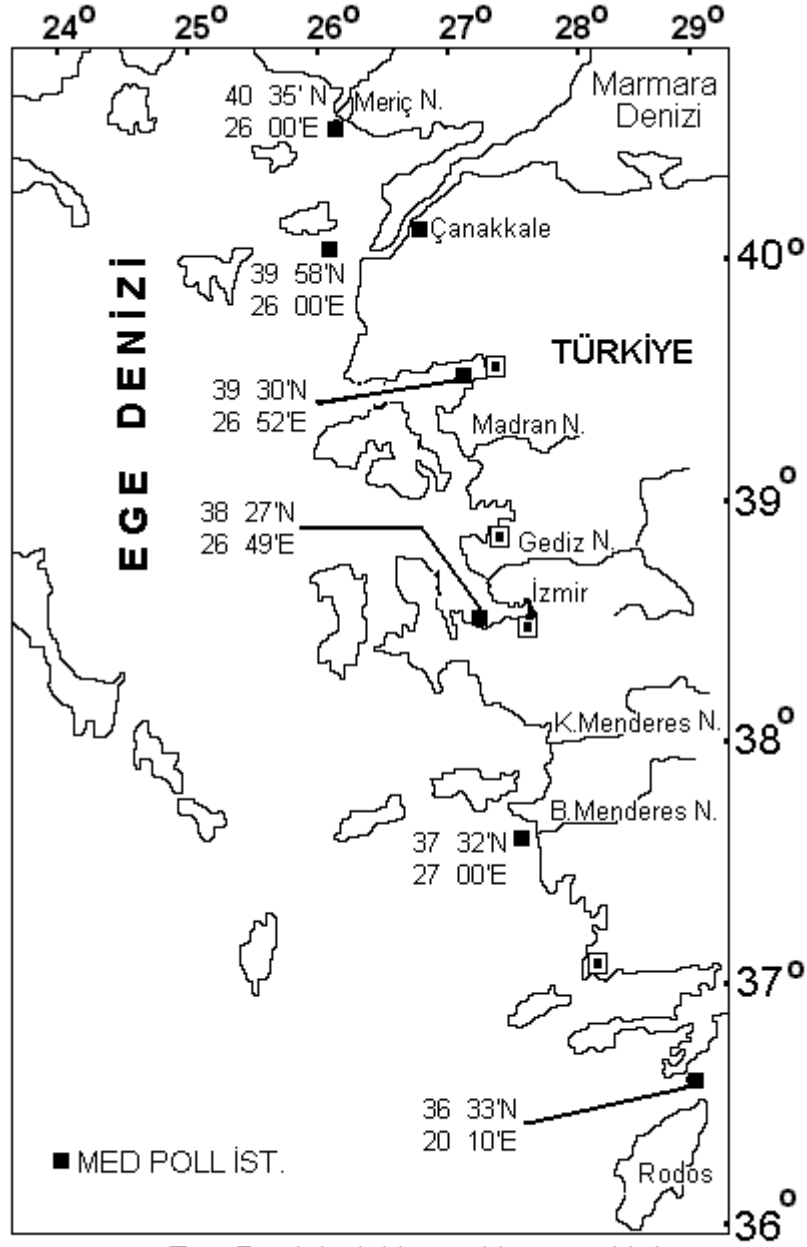 24° 25° 26° 27° 28° 29°
40 35' N
26 00'E
Meriç N.
Marmara
Denizi
Çanakkale
40°
39 58'N
26 00'E
EGE DENİZİ
TÜRKİYE
39 30'N
26 52'E
Madran N.
39°
38 27'N
26 49'E
Gediz N.
İzmir
K.Menderes N.
38°
B.Menderes N.
37 32'N
27 00'E
37°
36 33'N
20 10'E
MED POLL İST.
Rodos
36°